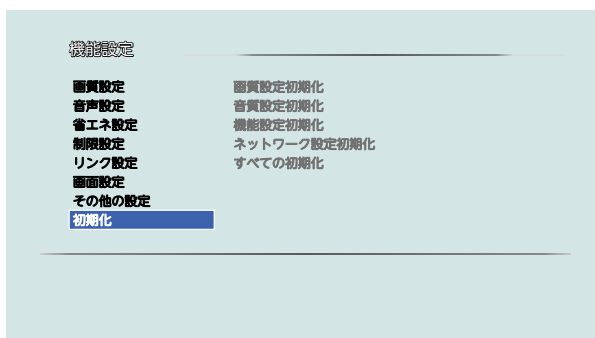 機能設定
画質設定
音声設定
省エネ設定
制限設定
リンク設定
画面設定
その他の設定
初期化
画質設定初期化
音質設定初期化
機能設定初期化
ネットワーク設定初期化
すべての初期化